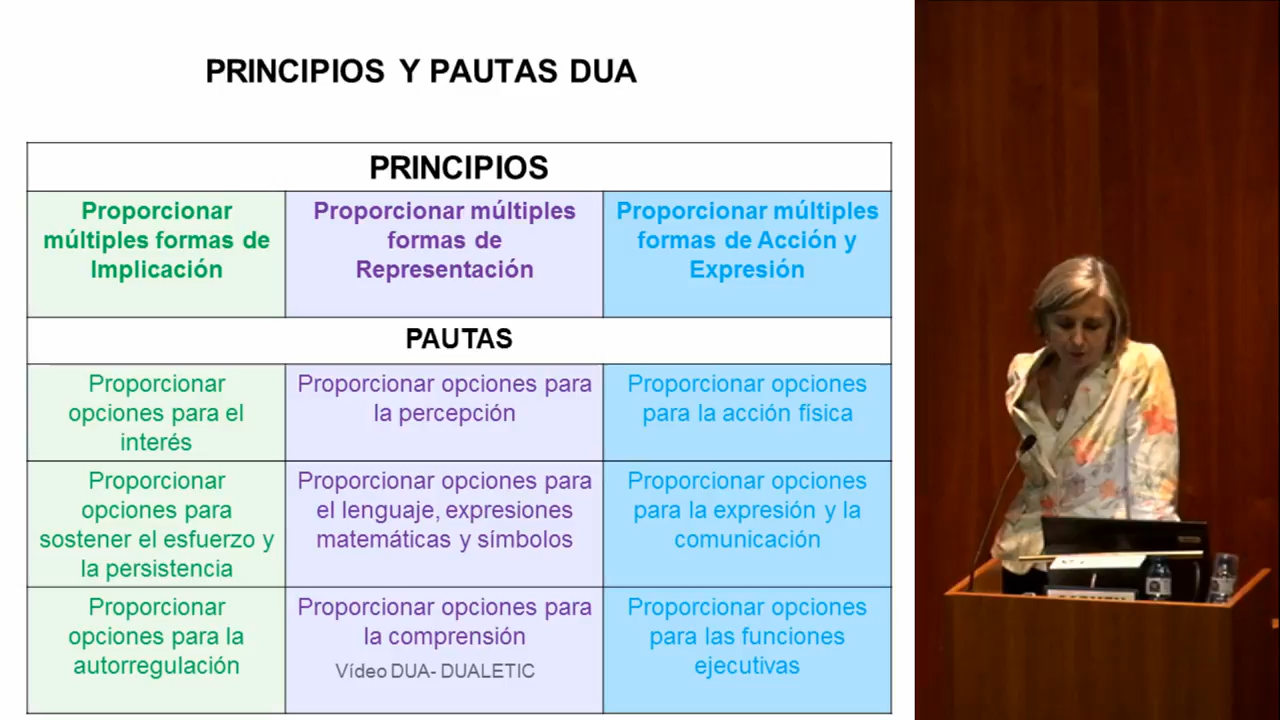 PRINCIPIOS Y PAUTAS DUA
PRINCIPIOS
Proporcionar
múltiples formas de
Implicación
Proporcionar múltiples
formas de
Representación
Proporcionar múltiples
formas de Acción y
Expresión
PAUTAS
Proporcionar
opciones para el
interés
Proporcionar opciones para
la percepción
Proporcionar opciones
para la acción física
Proporcionar
opciones para
sostener el esfuerzo y
la persistencia
Proporcionar opciones para
el lenguaje, expresiones
matemáticas y símbolos
Proporcionar opciones
para la expresión y la
comunicación
Proporcionar
opciones para la
autorregulación
Proporcionar opciones para
la comprensión
Vídeo DUA- DUALETIC
Proporcionar opciones
para las funciones
ejecutivas